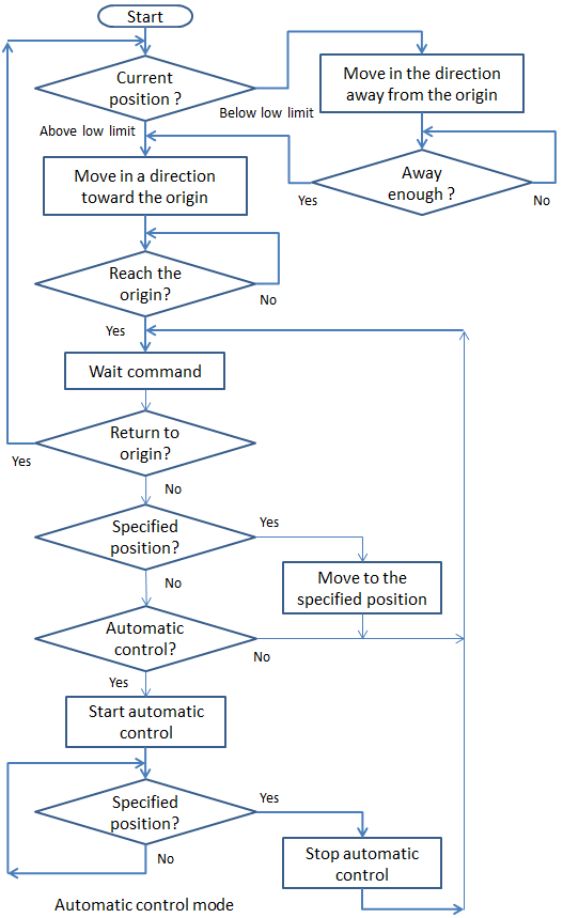 Start
Current
position ?
Below low limit
Above low limit
Move in the direction
away from the origin
Away
enough ?
Yes
No
Move in a direction
toward the origin
Reach the
origin?
No
Yes
Wait command
Return to
origin?
Yes
No
Specified
position?
Yes
No
Move to the
specified position
Automatic
control?
No
Yes
Start automatic
control
Specified
position?
Yes
No
Stop automatic
control
Automatic control mode